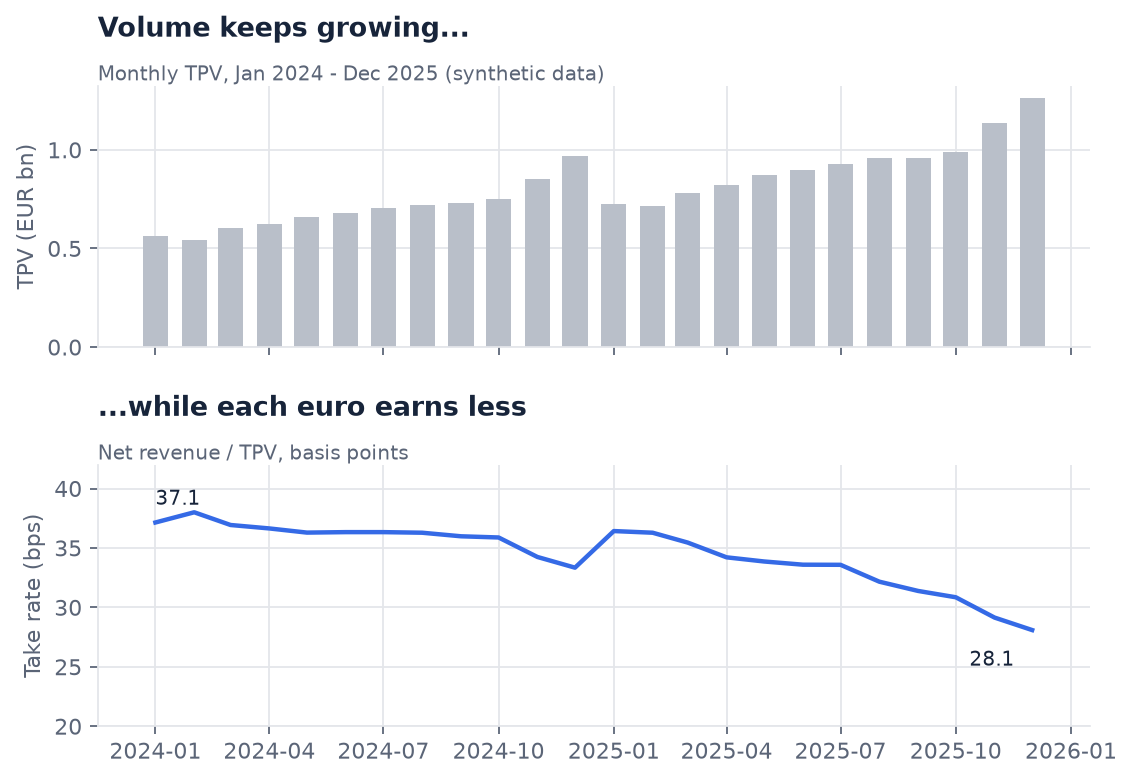 Volume keeps growing...
Monthly TPV, Jan 2024 - Dec 2025 (synthetic data)
TPV (EUR bn)
1.0
0.5
0.0
...while each euro earns less
Net revenue / TPV, basis points
Take rate (bps)
40
35
30
25
20
37.1
28.1
2024-01 2024-04 2024-07 2024-10 2025-01 2025-04 2025-07 2025-10 2026-01